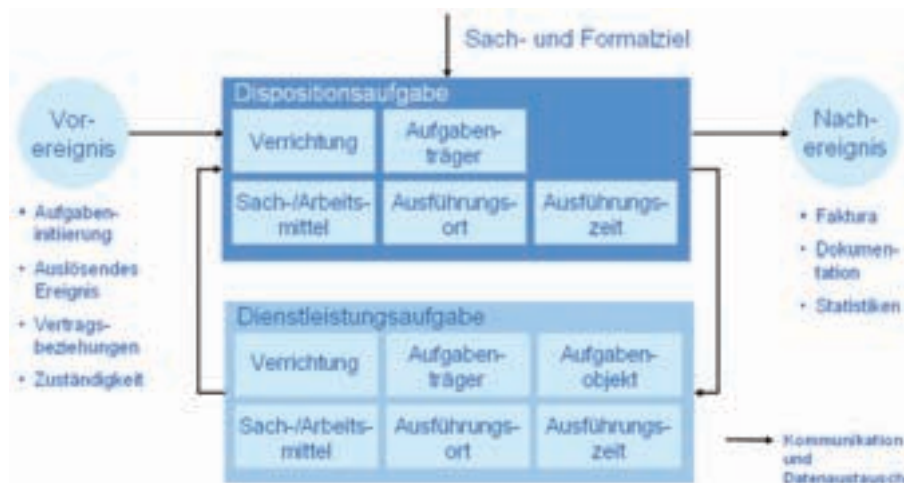 Sach- und Formalziel
Vor-
ereignis
• Aufgaben-
initiierung
• Auslösendes
Ereignis
• Vertrags-
beziehungen
• Zuständigkeit
Dispositionsaufgabe
Verrichtung
Aufgaben-
träger
Sach-/Arbeits-
mittel
Ausführungs-
ort
Ausführungs-
zeit
Dienstleistungsaufgabe
Verrichtung
Aufgaben-
träger
Aufgaben-
objekt
Sach-/Arbeits-
mittel
Ausführungs-
ort
Ausführungs-
zeit
Nach-
ereignis
• Faktura
• Dokumen-
tation
• Statistiken
Kommunikation
und
Datenaustausch